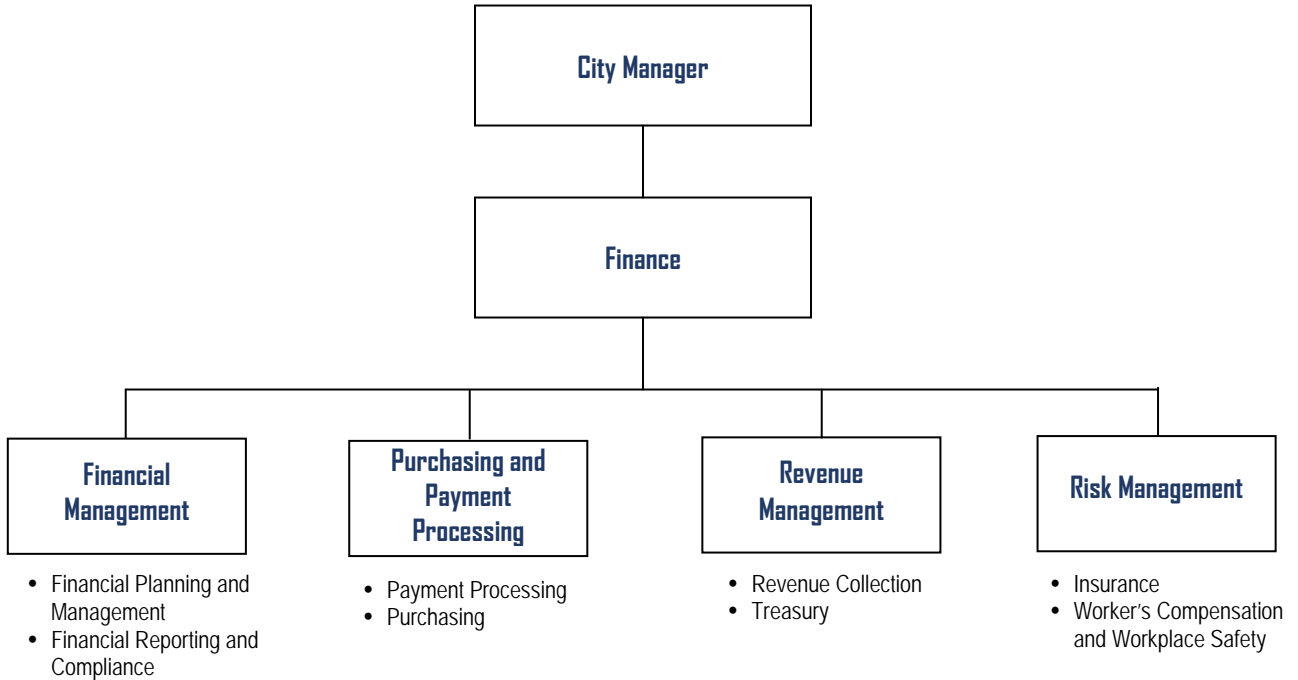 City Manager
Finance
Financial
Management
• Financial Planning and
Management
• Financial Reporting and
Compliance
Purchasing and
Payment
Processing
• Payment Processing
• Purchasing
Revenue
Management
• Revenue Collection
• Treasury
Risk Management
• Insurance
• Worker’s Compensation
and Workplace Safety